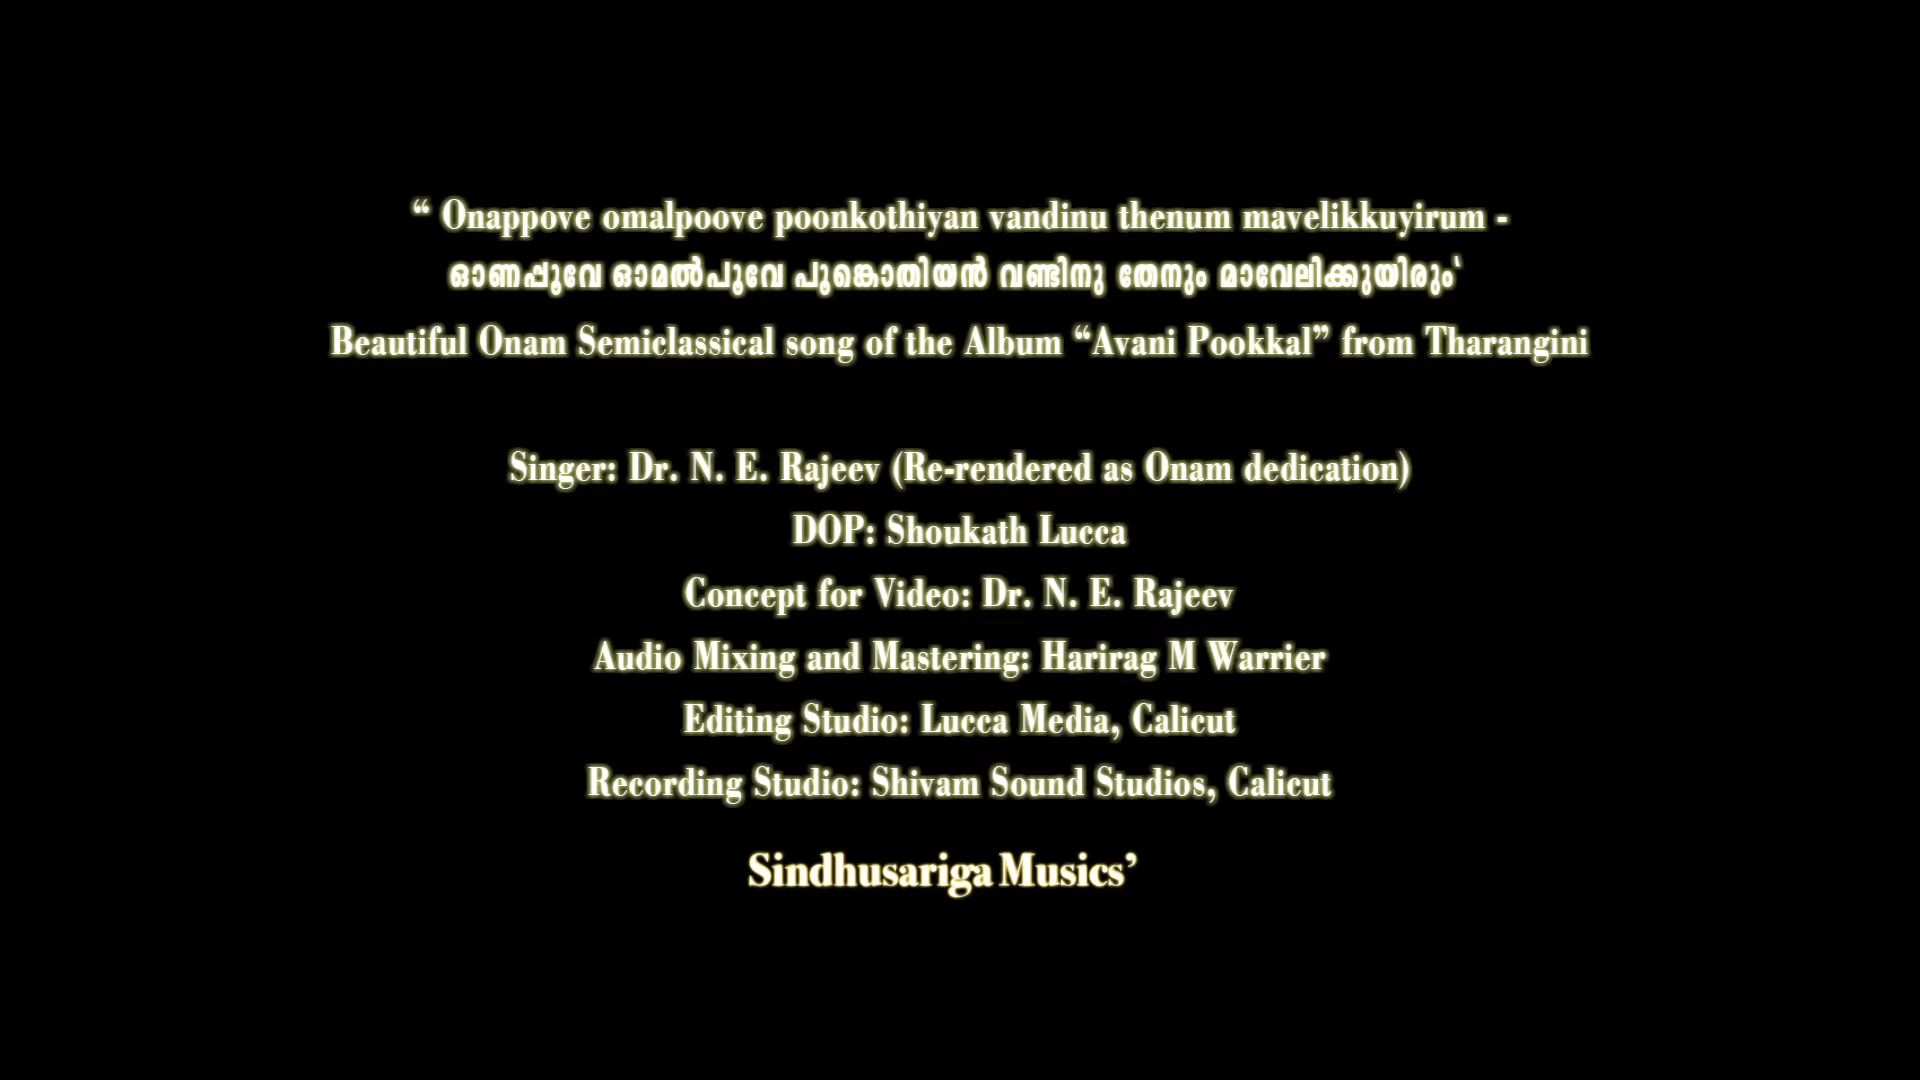 “ Onappove omalpoove poonkothiyan vandinu thenum mavelikkuyirum -
ഓണപ്പൂവേ ഓമൽപൂവേ പൂങ്കൊതിയൻ വണ്ടിനു തേനും മാവേലിക്കുയിരും‘
Beautiful Onam Semiclassical song of the Album “Avani Pookkal” from Tharangini
Singer: Dr. N. E. Rajeev (Re-rendered as Onam dedication)
DOP: Shoukath Lucca
Concept for Video: Dr. N. E. Rajeev
Audio Mixing and Mastering: Harirag M Warrier
Editing Studio: Lucca Media, Calicut
Recording Studio: Shivam Sound Studios, Calicut
Sindhusariga Musics’